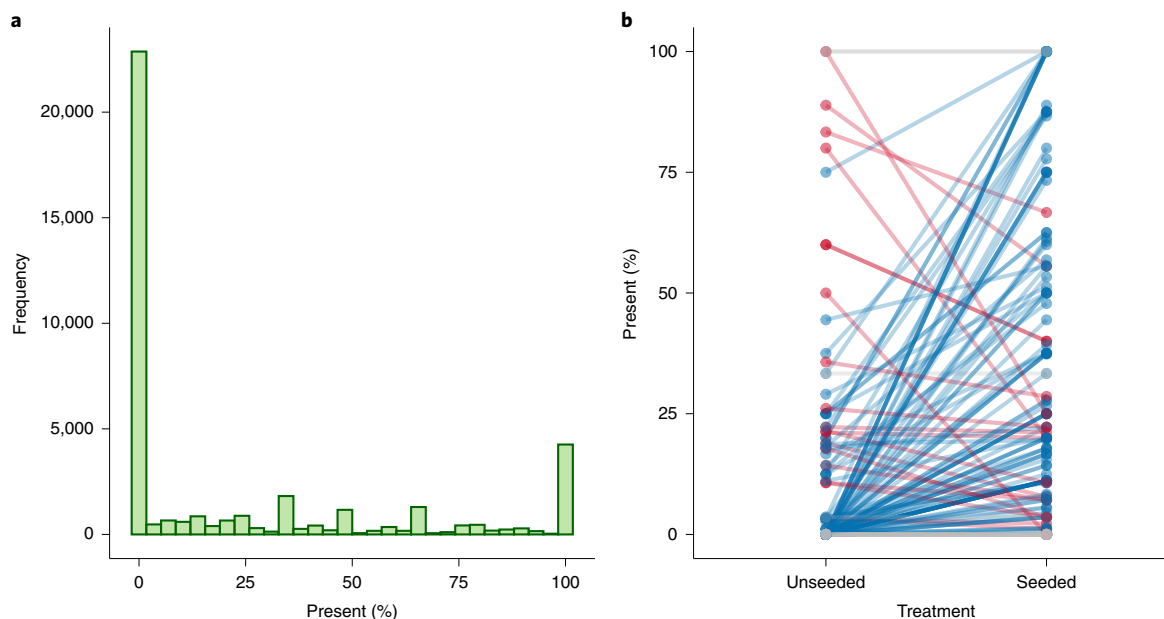 a
Frequency
20,000
15,000
10,000
5,000
0
0 25 50 75 100
Present (%)
b
Present (%)
100
75
50
25
0
Unseeded Seeded
Treatment